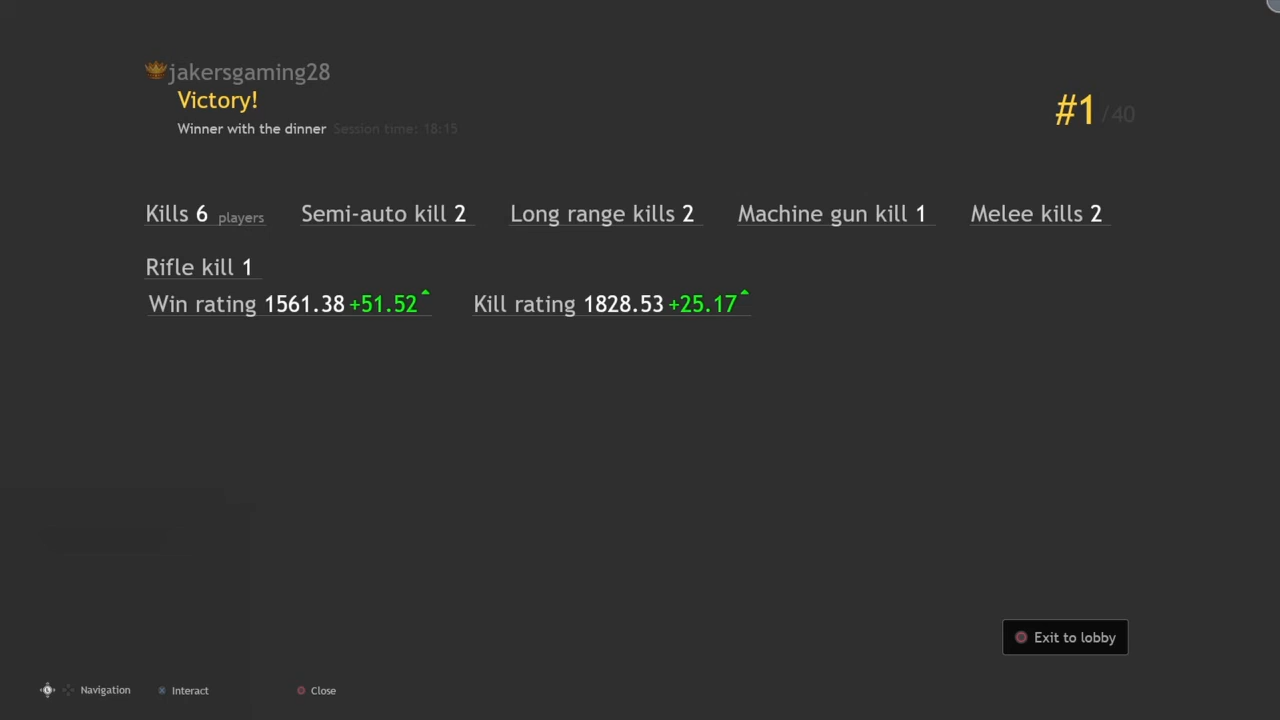 jakersgaming28
Victory!
Winner with the dinner Session time: 18:15
#1 /40
Kills 6 players Semi-auto kill 2 Long range kills 2 Machine gun kill 1 Melee kills 2
Rifle kill 1
Win rating 1561.38 +51.52 Kill rating 1828.53 +25.17
Exit to lobby
Navigation Interact Close